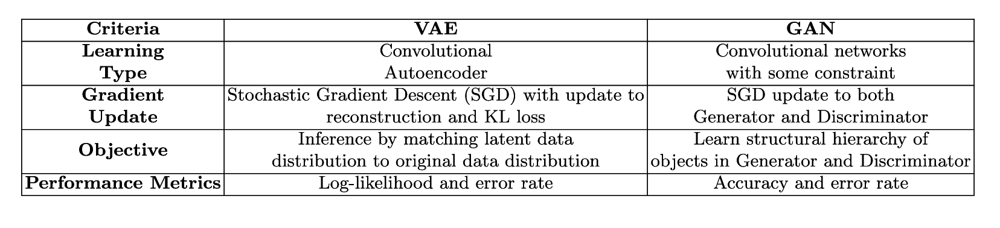 Criteria VAE GAN
Learning Type Convolutional Autoencoder Convolutional networks with some constraint
Gradient Update Stochastic Gradient Descent (SGD) with update to reconstruction and KL loss SGD update to both Generator and Discriminator
Objective Inference by matching latent data distribution to original data distribution Learn structural hierarchy of objects in Generator and Discriminator
Performance Metrics Log-likelihood and error rate Accuracy and error rate